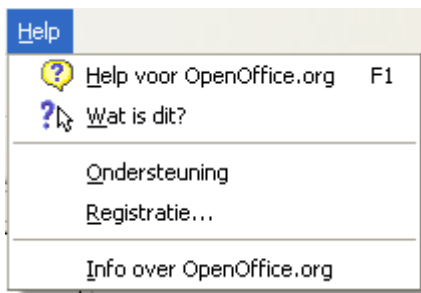 Help
Help voor OpenOffice.org F1
Wat is dit?
Ondersteuning
Registratie...
Info over OpenOffice.org